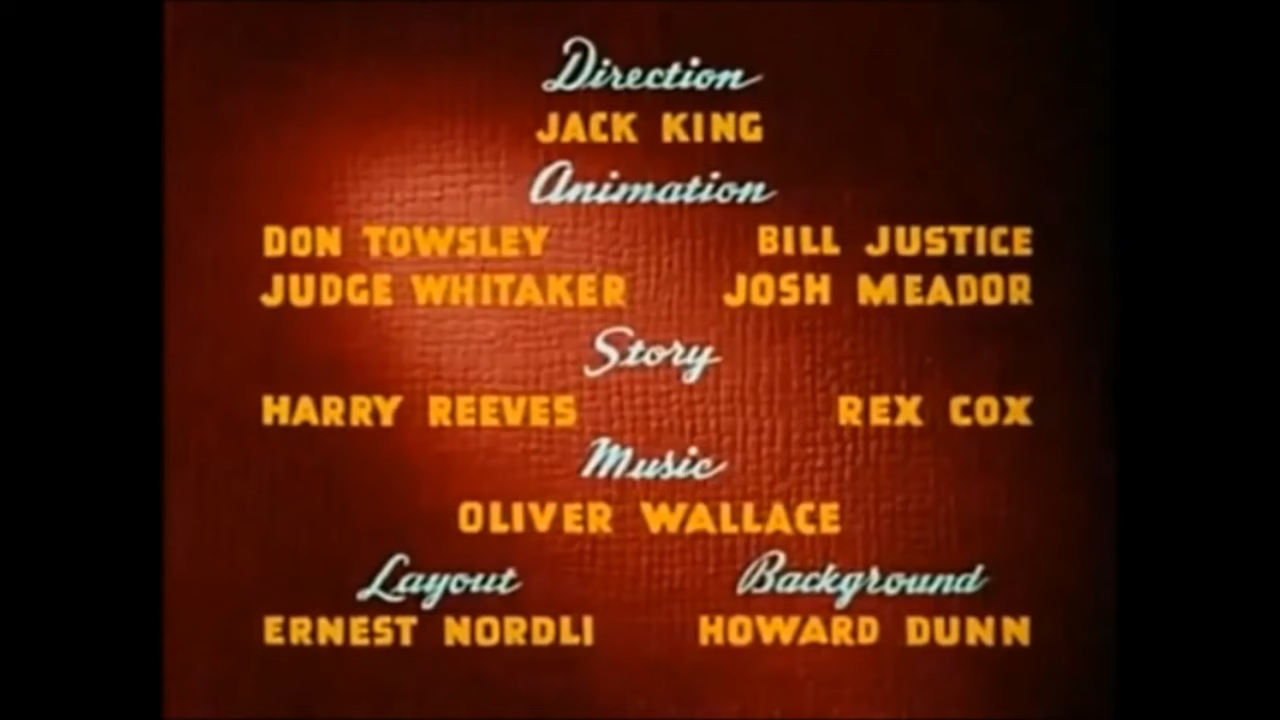 Direction
JACK KING
Animation
DON TOWSLEY BILL JUSTICE
JUDGE WHITAKER JOSH MEADOR
Story
HARRY REEVES REX COX
Music
OLIVER WALLACE
Layout Background
ERNEST NORDLI HOWARD DUNN